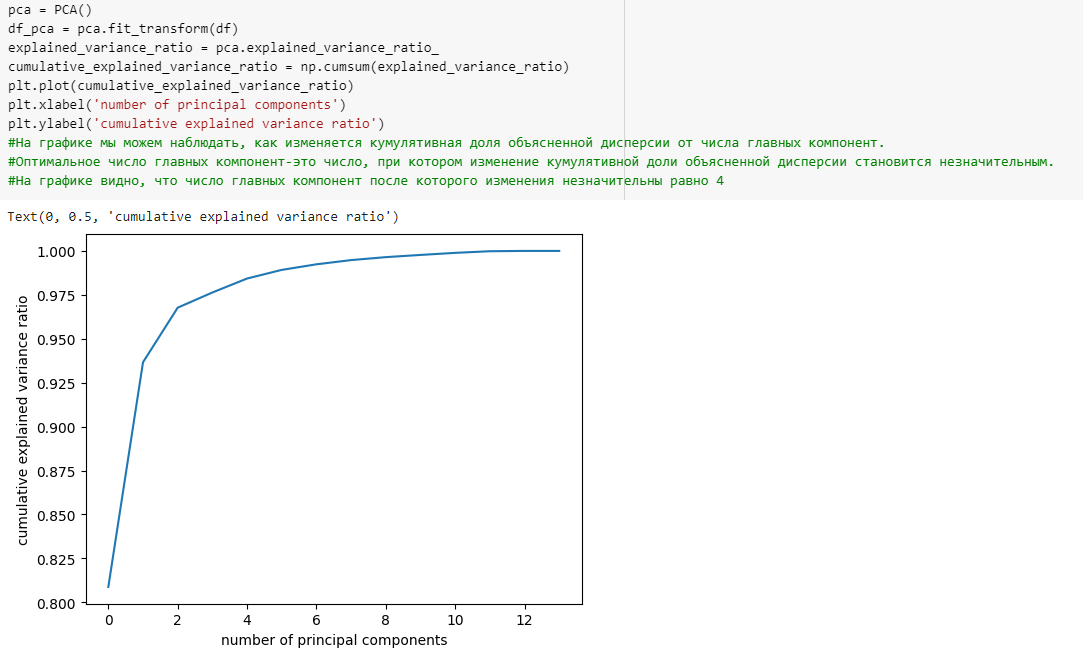 pca = PCA()
df_pca = pca.fit_transform(df)
explained_variance_ratio = pca.explained_variance_ratio_
cumulative_explained_variance_ratio = np.cumsum(explained_variance_ratio)
plt.plot(cumulative_explained_variance_ratio)
plt.xlabel('number of principal components')
plt.ylabel('cumulative explained variance ratio')
#На графике мы можем наблюдать, как изменяется кумулятивная доля объясненной дисперсии от числа главных компонент.
#Оптимальное число главных компонент-это число, при котором изменение кумулятивной доли объясненной дисперсии становится незначительным.
#На графике видно, что число главных компонент после которого изменения незначительны равно 4
Text(0, 0.5, 'cumulative explained variance ratio')
1.000
0.975
0.950
0.925
0.900
0.875
0.850
0.825
0.800
cumulative explained variance ratio
0 2 4 6 8 10 12
number of principal components